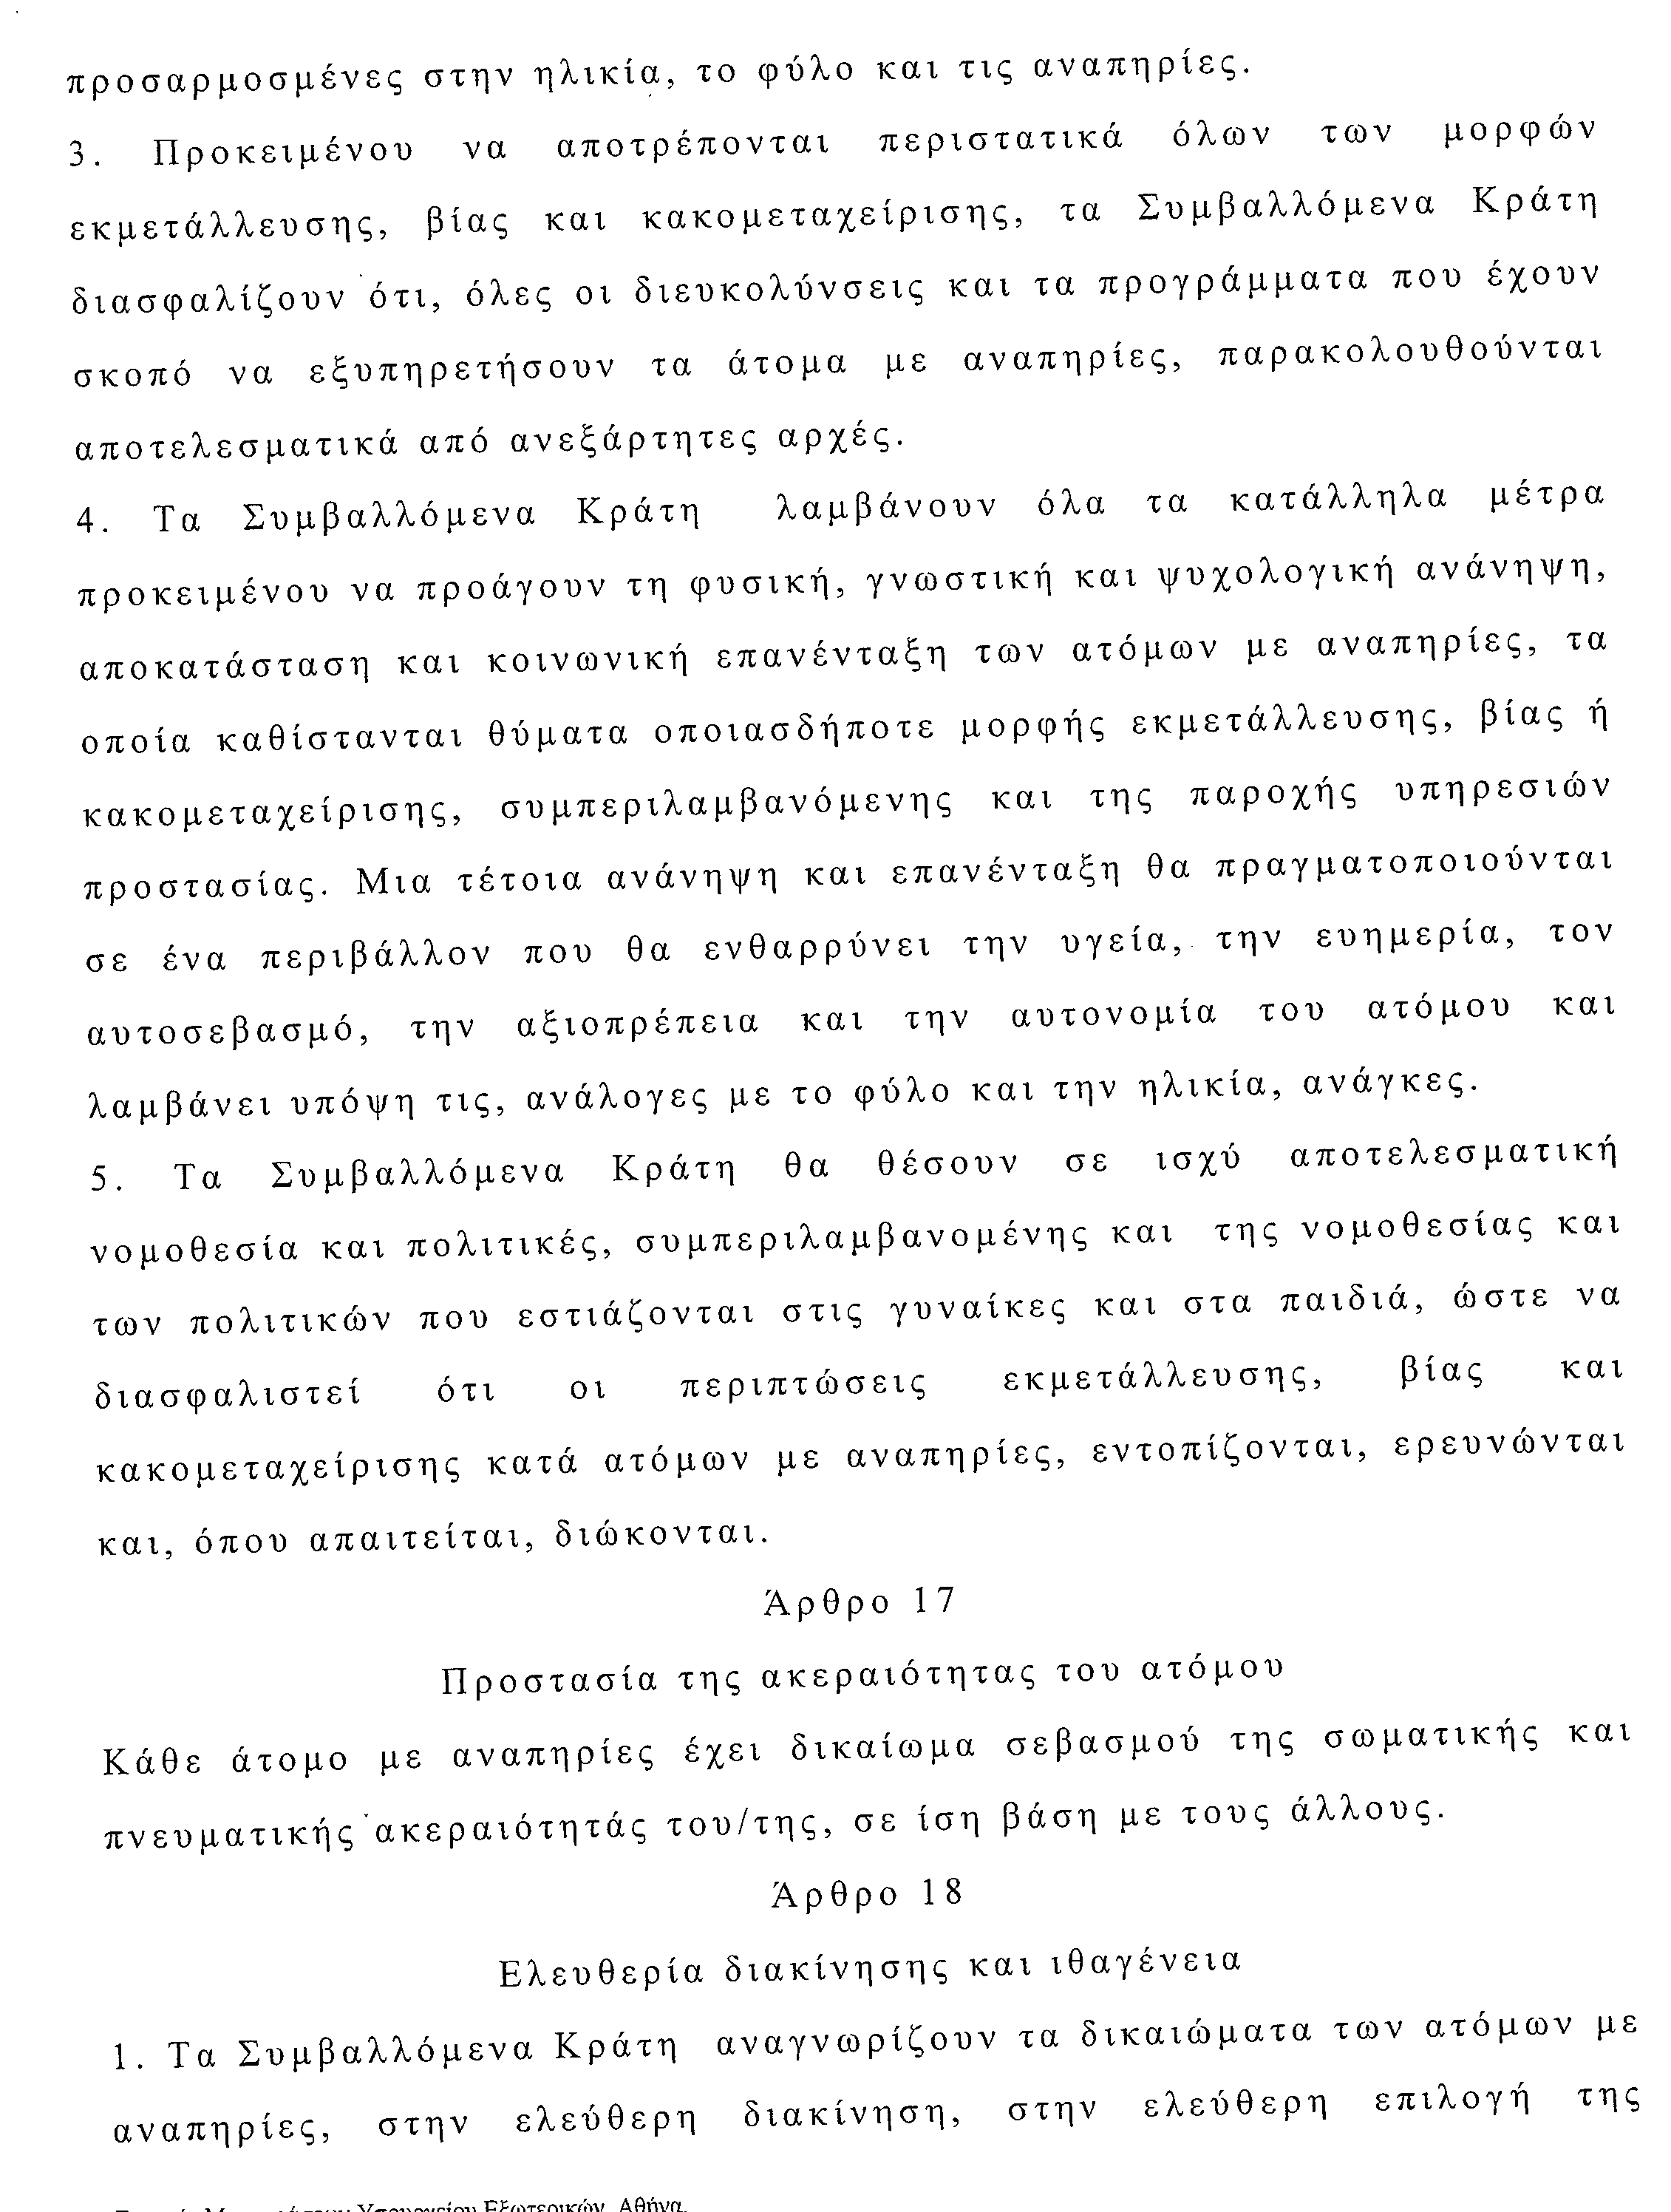 προσαρμοσμένες στην ηλικία, το φύλο και τις αναπηρίες.
3. Προκειμένου να αποτρέπονται περιστατικά όλων των μορφών
εκμετάλλευσης, βίας και κακομεταχείρισης, τα Συμβαλλόμενα Κράτη
διασφαλίζουν ότι, όλες οι διευκολύνσεις και τα προγράμματα που έχουν
σκοπό να εξυπηρετήσουν τα άτομα με αναπηρίες, παρακολουθούνται
αποτελεσματικά από ανεξάρτητες αρχές.
4. Τα Συμβαλλόμενα Κράτη λαμβάνουν όλα τα κατάλληλα μέτρα
προκειμένου να προάγουν τη φυσική, γνωστική και ψυχολογική ανάνηψη,
αποκατάσταση και κοινωνική επανένταξη των ατόμων με αναπηρίες, τα
οποία καθίστανται θύματα οποιασδήποτε μορφής εκμετάλλευσης, βίας ή
κακομεταχείρισης, συμπεριλαμβανόμενης και της παροχής υπηρεσιών
προστασίας. Μια τέτοια ανάνηψη και επανένταξη θα πραγματοποιούνται
σε ένα περιβάλλον που θα ενθαρρύνει την υγεία, την ευημερία, τον
αυτοσεβασμό, την αξιοπρέπεια και την αυτονομία του ατόμου και
λαμβάνει υπόψη τις, ανάλογες με το φύλο και την ηλικία, ανάγκες.
5. Τα Συμβαλλόμενα Κράτη θα θέσουν σε ισχύ αποτελεσματική
νομοθεσία και πολιτικές, συμπεριλαμβανομένης και της νομοθεσίας και
των πολιτικών που εστιάζονται στις γυναίκες και στα παιδιά, ώστε να
διασφαλιστεί ότι οι περιπτώσεις εκμετάλλευσης, βίας και
κακομεταχείρισης κατά ατόμων με αναπηρίες, εντοπίζονται, ερευνώνται
και, όπου απαιτείται, διώκονται.
Άρθρο 17
Προστασία της ακεραιότητας του ατόμου
Κάθε άτομο με αναπηρίες έχει δικαίωμα σεβασμού της σωματικής και
πνευματικής ακεραιότητάς του/της, σε ίση βάση με τους άλλους.
Άρθρο 18
Ελευθερία διακίνησης και ιθαγένεια
1. Τα Συμβαλλόμενα Κράτη αναγνωρίζουν τα δικαιώματα των ατόμων με
αναπηρίες, στην ελεύθερη διακίνηση, στην ελεύθερη επιλογή της
Υπουργείου Εξωτερικών, Αθήνα.